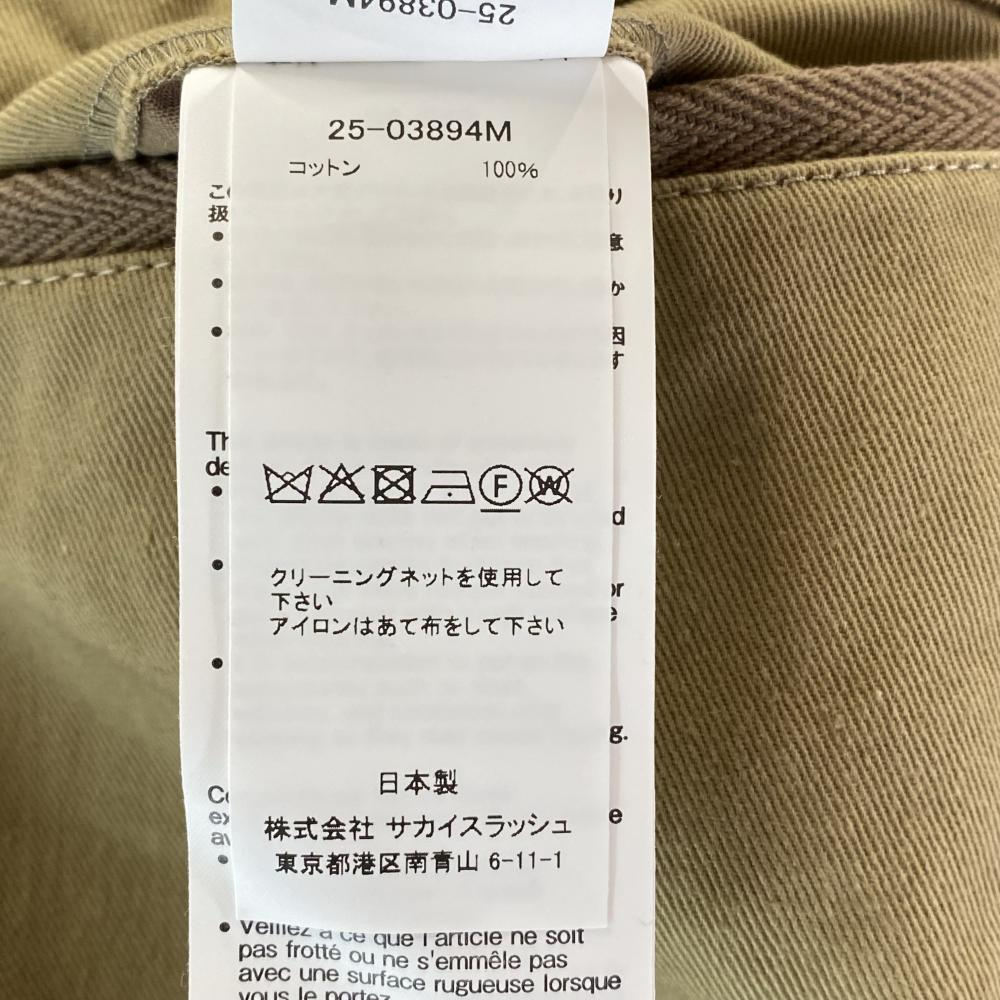 25-03894M
25-03894M
コットン 100%
扱
り
意
か
因
す
Th
de
d
or
e
F
W
クリーニングネットを使用して
下さい
アイロンはあて布をして下さい
g.
日本製
株式会社 サカイスラッシュ
e
東京都港区南青山 6-11-1
Veillez à ce que l'article ne soit
pas frotté ou ne s'emmêle pas
avec une surface rugueuse lorsque
vous le portez.